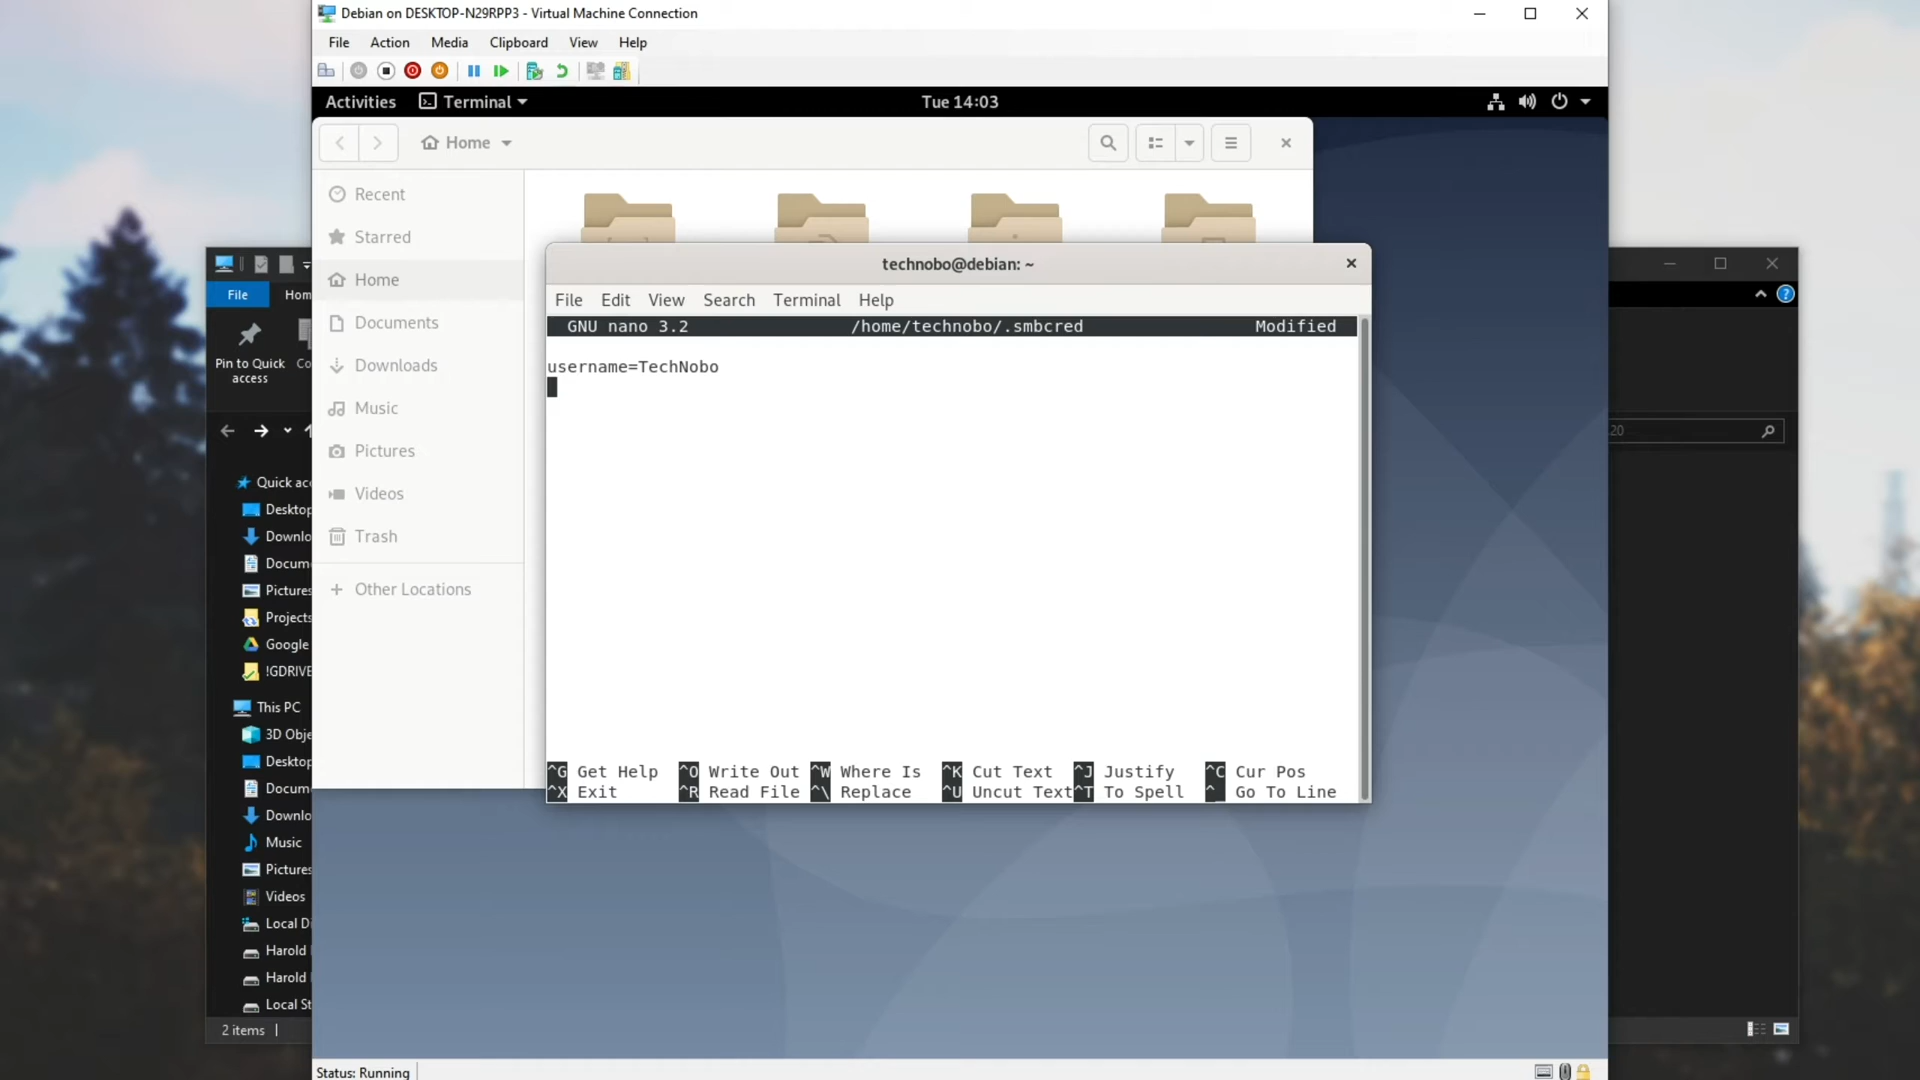 Debian on DESKTOP-N29RPP3 - Virtual Machine Connection
File Action Media Clipboard View Help
Activities Terminal Tue 14:03
Home
Recent
Starred
Home
Documents
Downloads
Music
Pictures
Videos
Trash
Other Locations
technobo@debian: ~
File Edit View Search Terminal Help
GNU nano 3.2 /home/technobo/.smbcred Modified
username=TechNobo
^G Get Help ^O Write Out ^W Where Is ^K Cut Text ^J Justify ^C Cur Pos
^X Exit ^R Read File ^\ Replace ^U Uncut Text ^T To Spell ^_ Go To Line
File Hom
Pin to Quick
access
Co
20
Quick ac
Desktop
Downlo
Docum
Pictures
Projects
Google
!GDRIVE
This PC
3D Obje
Desktop
Docum
Downlo
Music
Pictures
Videos
Local Di
Harold
Harold
Local St
2 items
Status: Running